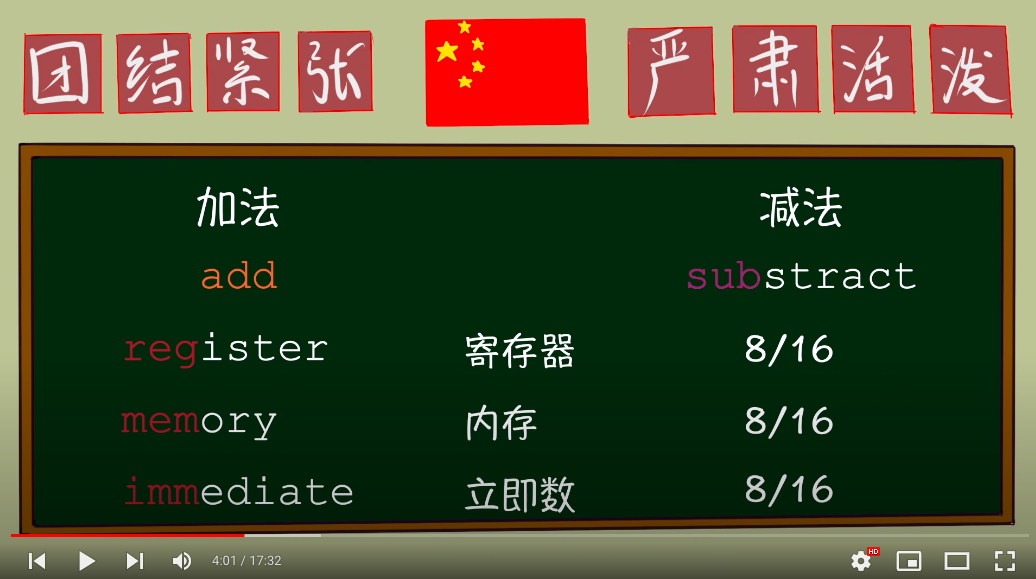 团结紧张 严肃活泼
加法 减法
add substract
register 寄存器 8/16
memory 内存 8/16
immediate 立即数 8/16
4:01 / 17:32 HD